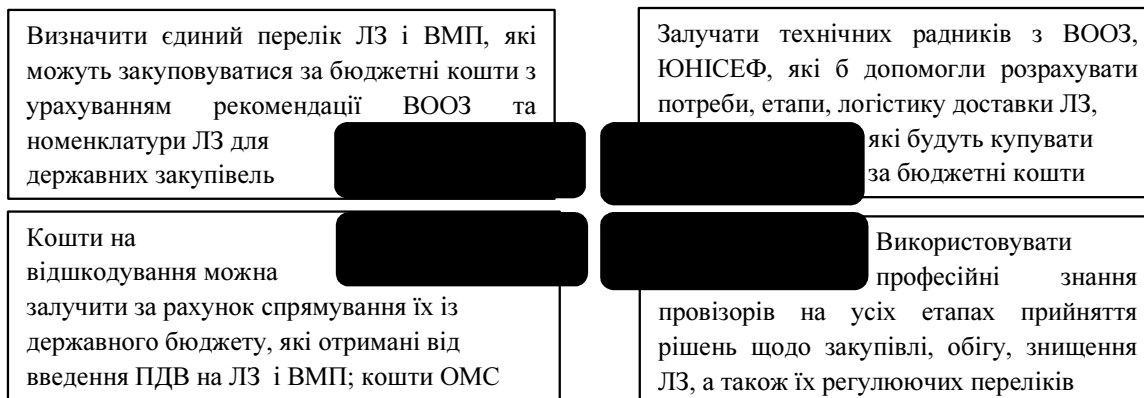 Визначити єдиний перелік ЛЗ і ВМП, які
можуть закуповуватися за бюджетні кошти з
урахуванням рекомендації ВООЗ та
номенклатури ЛЗ для
державних закупівель
Залучати технічних радників з ВООЗ,
ЮНІСЕФ, які б допомогли розрахувати
потреби, етапи, логістику доставки ЛЗ,
які будуть купувати
за бюджетні кошти
Кошти на
відшкодування можна
залучити за рахунок спрямування їх із
державного бюджету, які отримані від
введення ПДВ на ЛЗ і ВМП; кошти ОМС
Використовувати
професійні знання
провізорів на усіх етапах прийняття
рішень щодо закупівлі, обігу, знищення
ЛЗ, а також їх регулюючих переліків